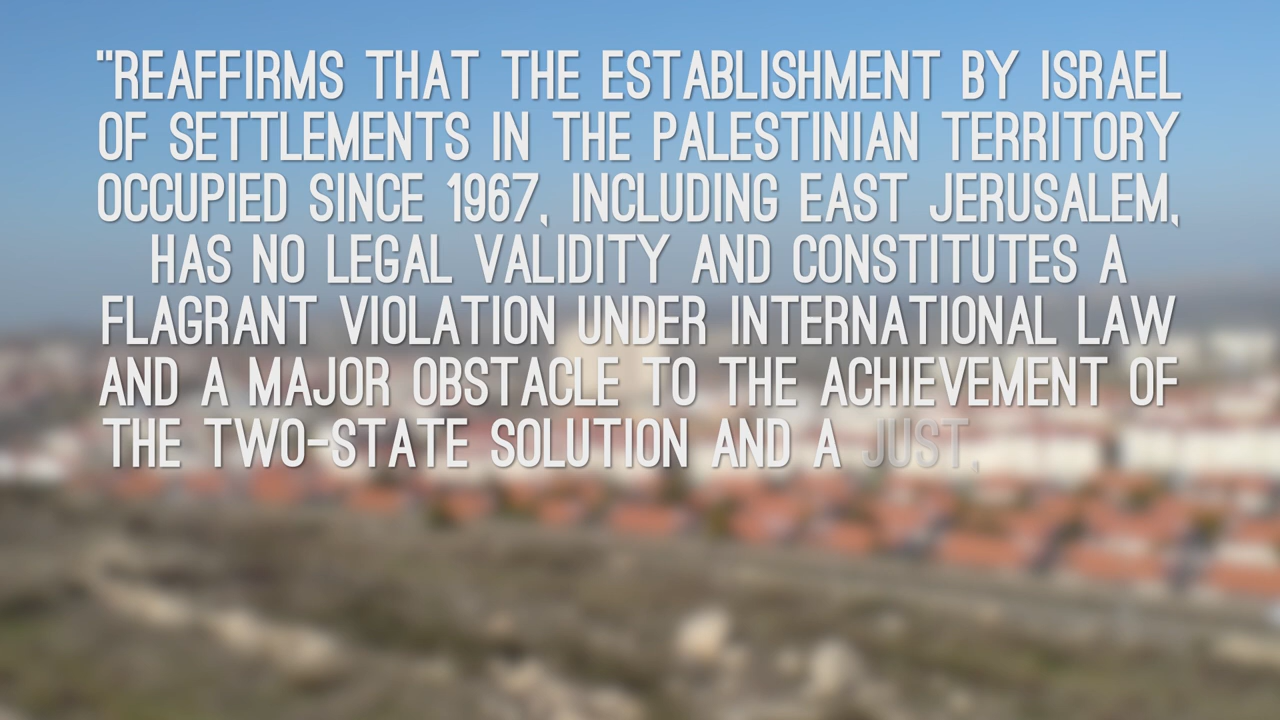 "REAFFIRMS THAT THE ESTABLISHMENT BY ISRAEL
OF SETTLEMENTS IN THE PALESTINIAN TERRITORY
OCCUPIED SINCE 1967, INCLUDING EAST JERUSALEM,
HAS NO LEGAL VALIDITY AND CONSTITUTES A
FLAGRANT VIOLATION UNDER INTERNATIONAL LAW
AND A MAJOR OBSTACLE TO THE ACHIEVEMENT OF
THE TWO-STATE SOLUTION AND A JUST,